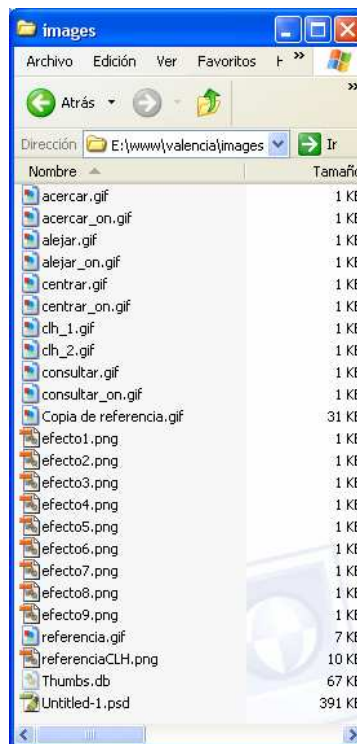 images
Archivo Edición Ver Favoritos H »
Atrás »
Dirección E:\www\valencia\images Ir
Nombre Tamaño
acercar.gif 1 KB
acercar_on.gif 1 KB
alejar.gif 1 KB
alejar_on.gif 1 KB
centrar.gif 1 KB
centrar_on.gif 1 KB
clh_1.gif 1 KB
clh_2.gif 1 KB
consultar.gif 1 KB
consultar_on.gif 1 KB
Copia de referencia.gif 31 KB
efecto1.png 1 KB
efecto2.png 1 KB
efecto3.png 1 KB
efecto4.png 1 KB
efecto5.png 1 KB
efecto6.png 1 KB
efecto7.png 1 KB
efecto8.png 1 KB
efecto9.png 1 KB
referencia.gif 7 KB
referenciaCLH.png 10 KB
Thumbs.db 67 KB
Untitled-1.psd 391 KB